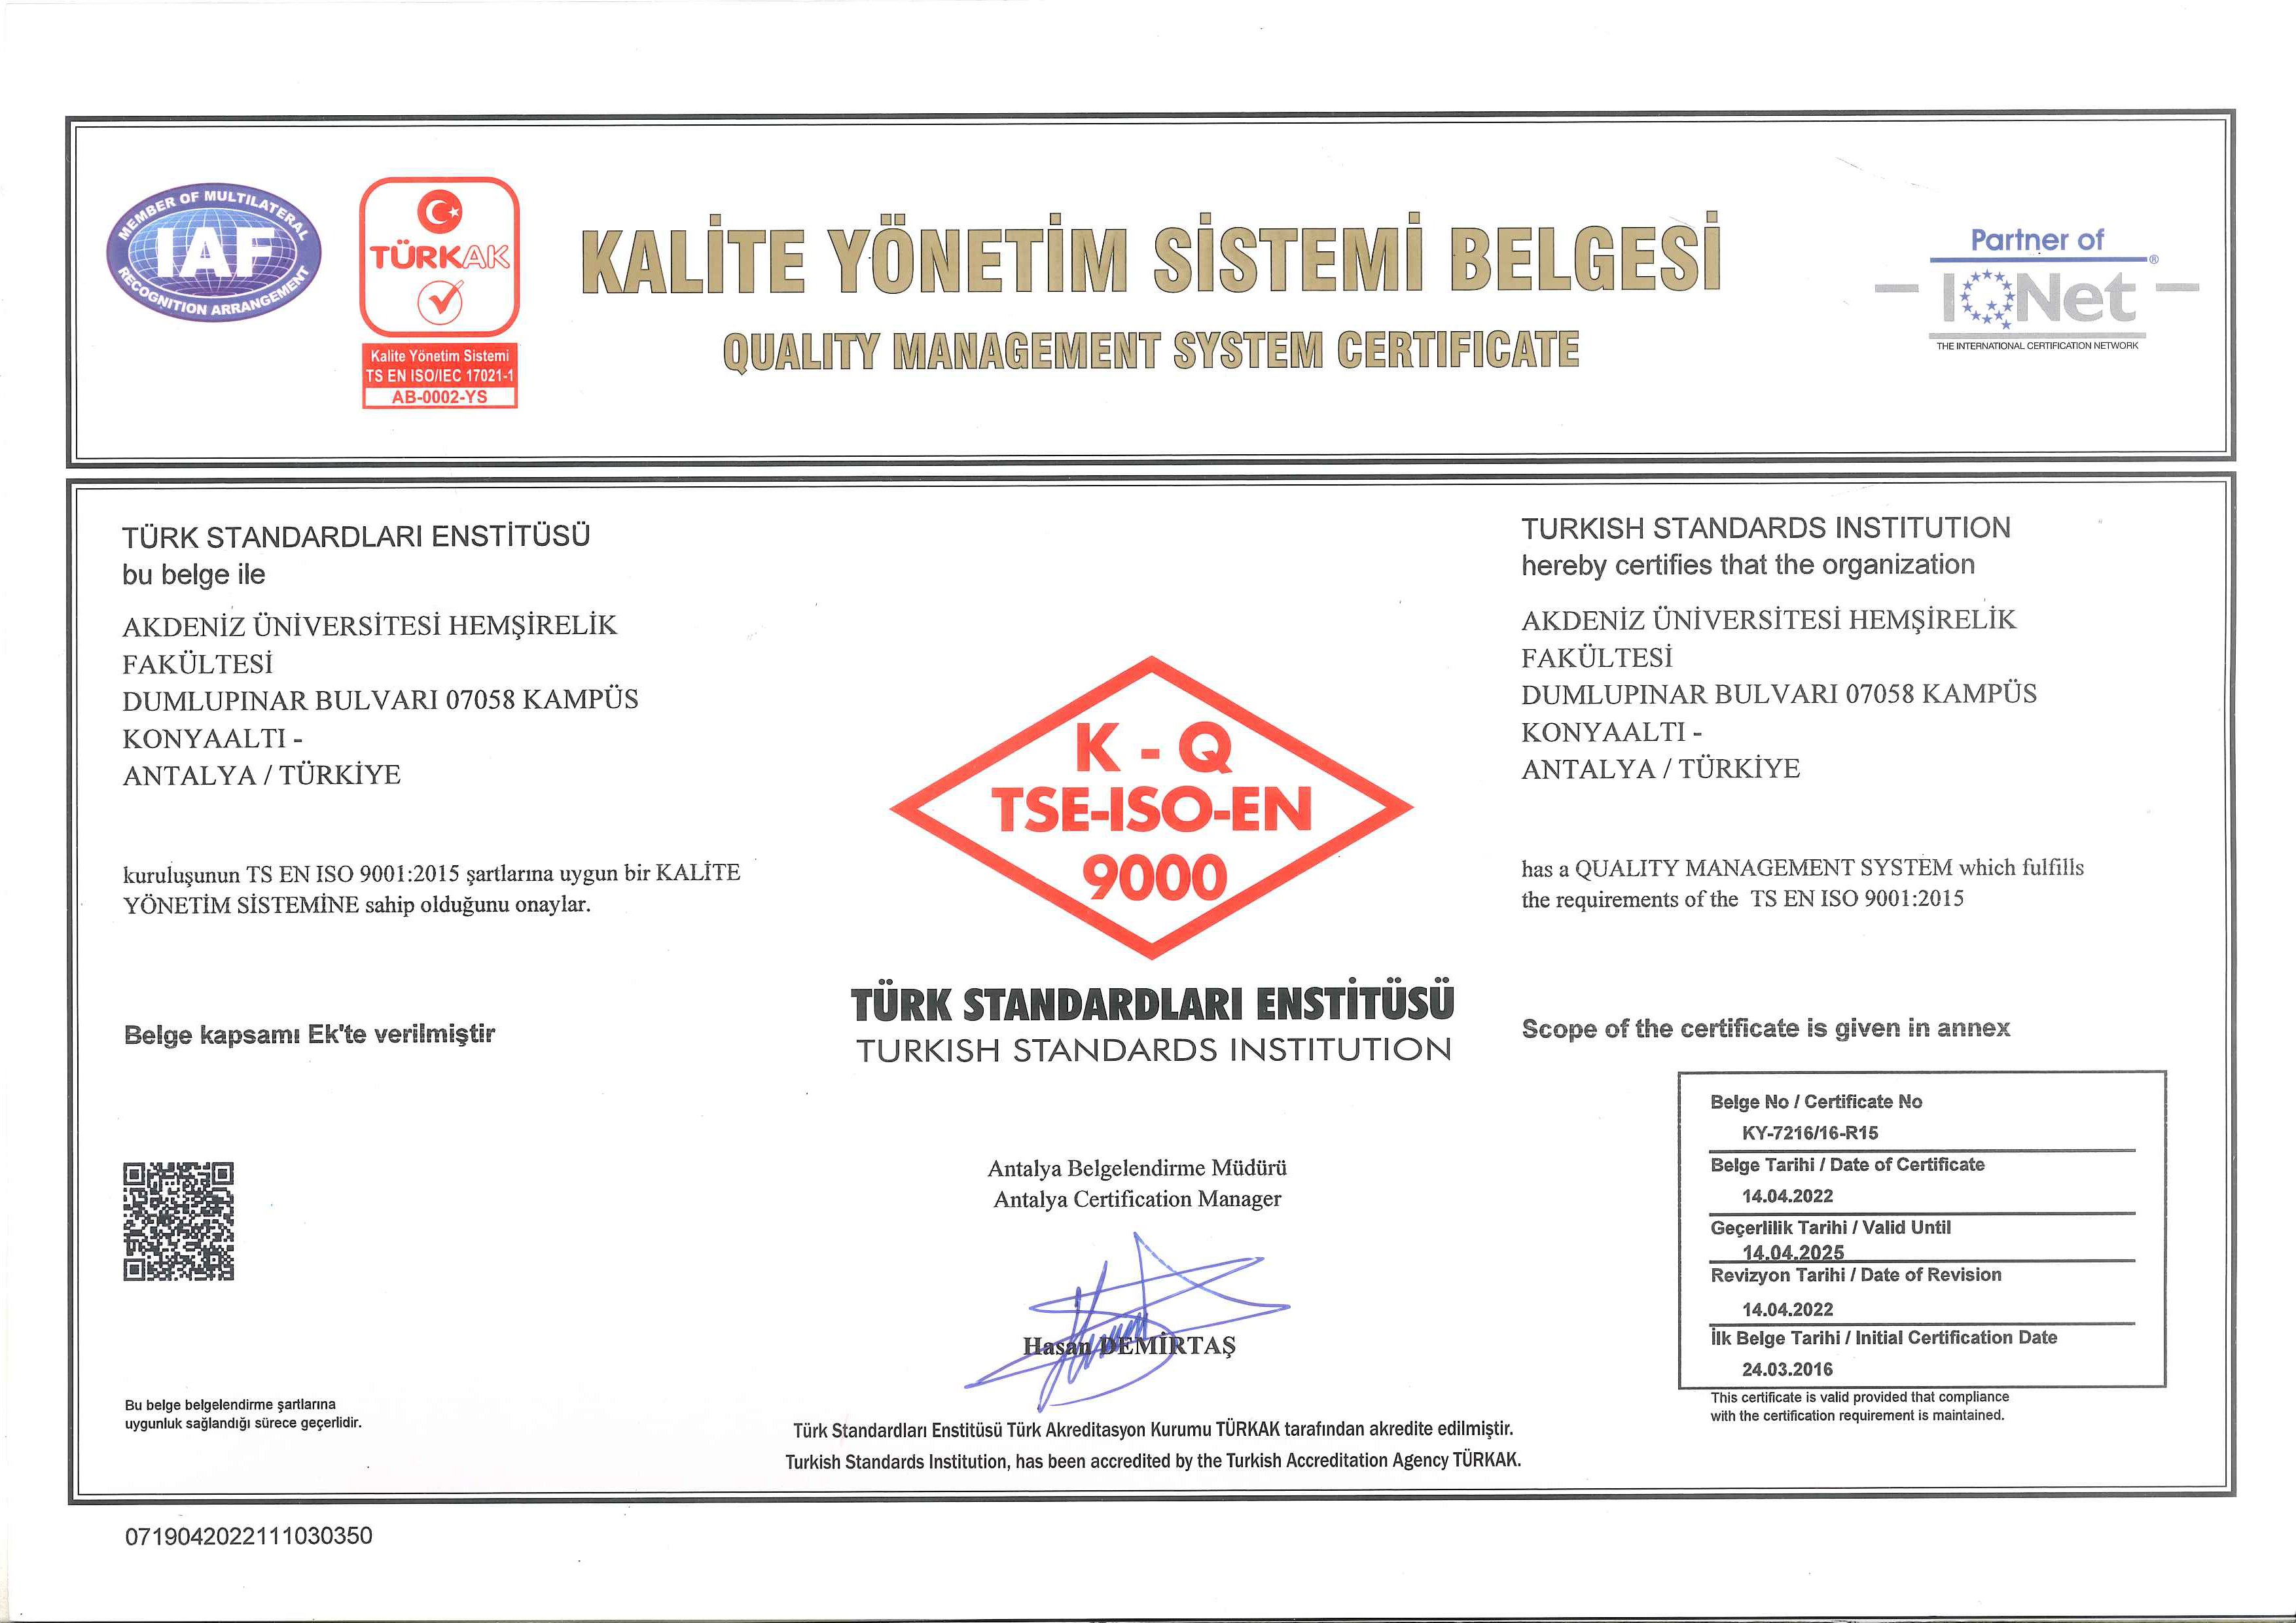 MEMBER OF MULTILATERAL
IAF
RECOGNITION ARRANGEMENT
TÜRKAK
Kalite Yönetim Sistemi
TS EN ISO/IEC 17021-1
AB-0002-YS
KALİTE YÖNETİM SİSTEMİ BELGESİ
QUALITY MANAGEMENT SYSTEM CERTIFICATE
Partner of
IQNet®
THE INTERNATIONAL CERTIFICATION NETWORK
TÜRK STANDARDLARI ENSTİTÜSÜ
bu belge ile
AKDENİZ ÜNİVERSİTESİ HEMŞİRELİK
FAKÜLTESİ
DUMLUPINAR BULVARI 07058 KAMPÜS
KONYAALTI -
ANTALYA / TÜRKİYE
kuruluşunun TS EN ISO 9001:2015 şartlarına uygun bir KALİTE
YÖNETİM SİSTEMİNE sahip olduğunu onaylar.
Belge kapsamı Ek'te verilmiştir
Bu belge belgelendirme şartlarına
uygunluk sağlandığı sürece geçerlidir.
K - Q
TSE-ISO-EN
9000
TÜRK STANDARDLARI ENSTİTÜSÜ
TURKISH STANDARDS INSTITUTION
Antalya Belgelendirme Müdürü
Antalya Certification Manager
Hasan DEMİRTAŞ
Türk Standardları Enstitüsü Türk Akreditasyon Kurumu TÜRKAK tarafından akredite edilmiştir.
Turkish Standards Institution, has been accredited by the Turkish Accreditation Agency TÜRKAK.
TURKISH STANDARDS INSTITUTION
hereby certifies that the organization
AKDENİZ ÜNİVERSİTESİ HEMŞİRELİK
FAKÜLTESİ
DUMLUPINAR BULVARI 07058 KAMPÜS
KONYAALTI -
ANTALYA / TÜRKİYE
has a QUALITY MANAGEMENT SYSTEM which fulfills
the requirements of the TS EN ISO 9001:2015
Scope of the certificate is given in annex
Belge No / Certificate No
KY-7216/16-R15
Belge Tarihi / Date of Certificate
14.04.2022
Geçerlilik Tarihi / Valid Until
14.04.2025
Revizyon Tarihi / Date of Revision
14.04.2022
İlk Belge Tarihi / Initial Certification Date
24.03.2016
This certificate is valid provided that compliance
with the certification requirement is maintained.
0719042022111030350